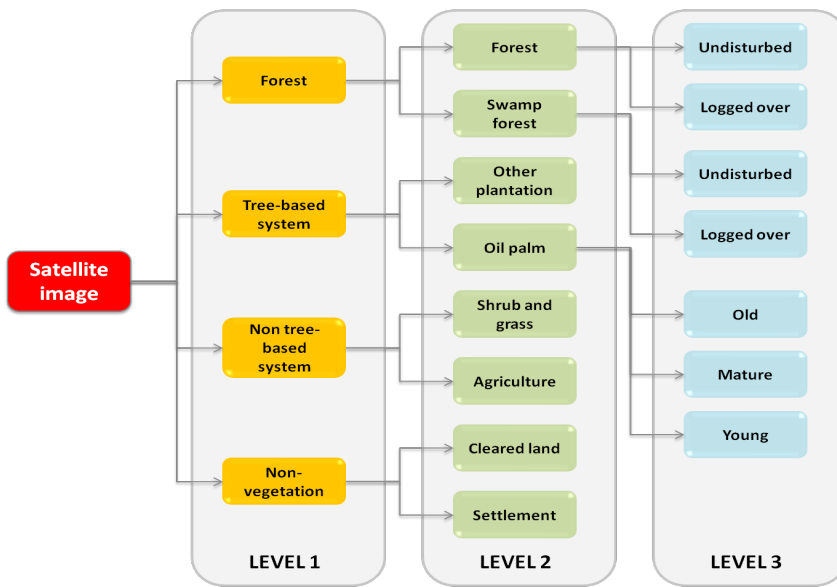 Satellite
image
Forest
Tree-based
system
Non tree-
based
system
Non-
vegetation
LEVEL 1
Forest
Swamp
forest
Other
plantation
Oil palm
Shrub and
grass
Agriculture
Cleared land
Settlement
LEVEL 2
Undisturbed
Logged over
Undisturbed
Logged over
Old
Mature
Young
LEVEL 3